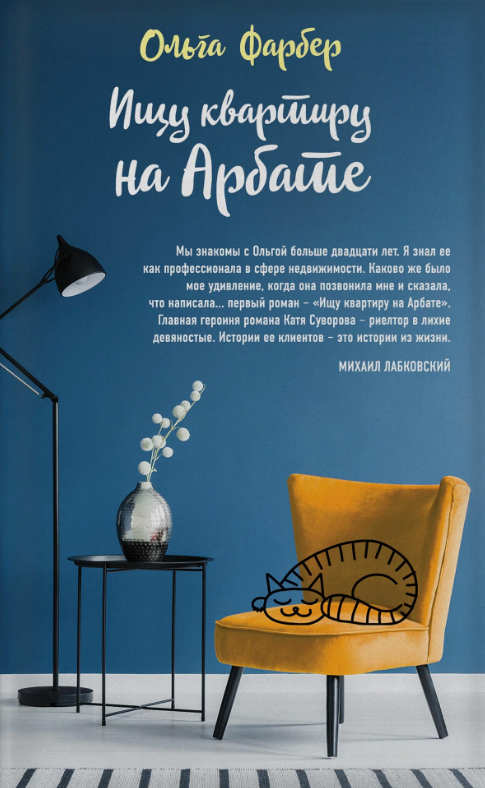 Ольга Фарбер
Ищу квартиру
на Арбате
Мы знакомы с Ольгой больше двадцати лет. Я знал ее
как профессионала в сфере недвижимости. Каково же было
мое удивление, когда она позвонила мне и сказала,
что написала... первый роман – «Ищу квартиру на Арбате».
Главная героиня романа Катя Суворова – риелтор в лихие
девяностые. Истории ее клиентов – это истории из жизни.
МИХАИЛ ЛАБКОВСКИЙ